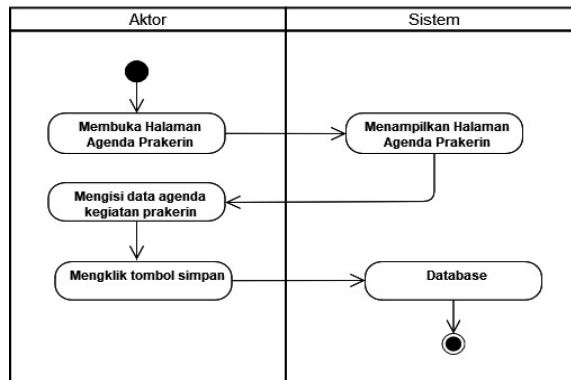 Aktor
Sistem
Membuka Halaman
Agenda Prakerin
Menampilkan Halaman
Agenda Prakerin
Mengisi data agenda
kegiatan prakerin
Mengklik tombol simpan
Database